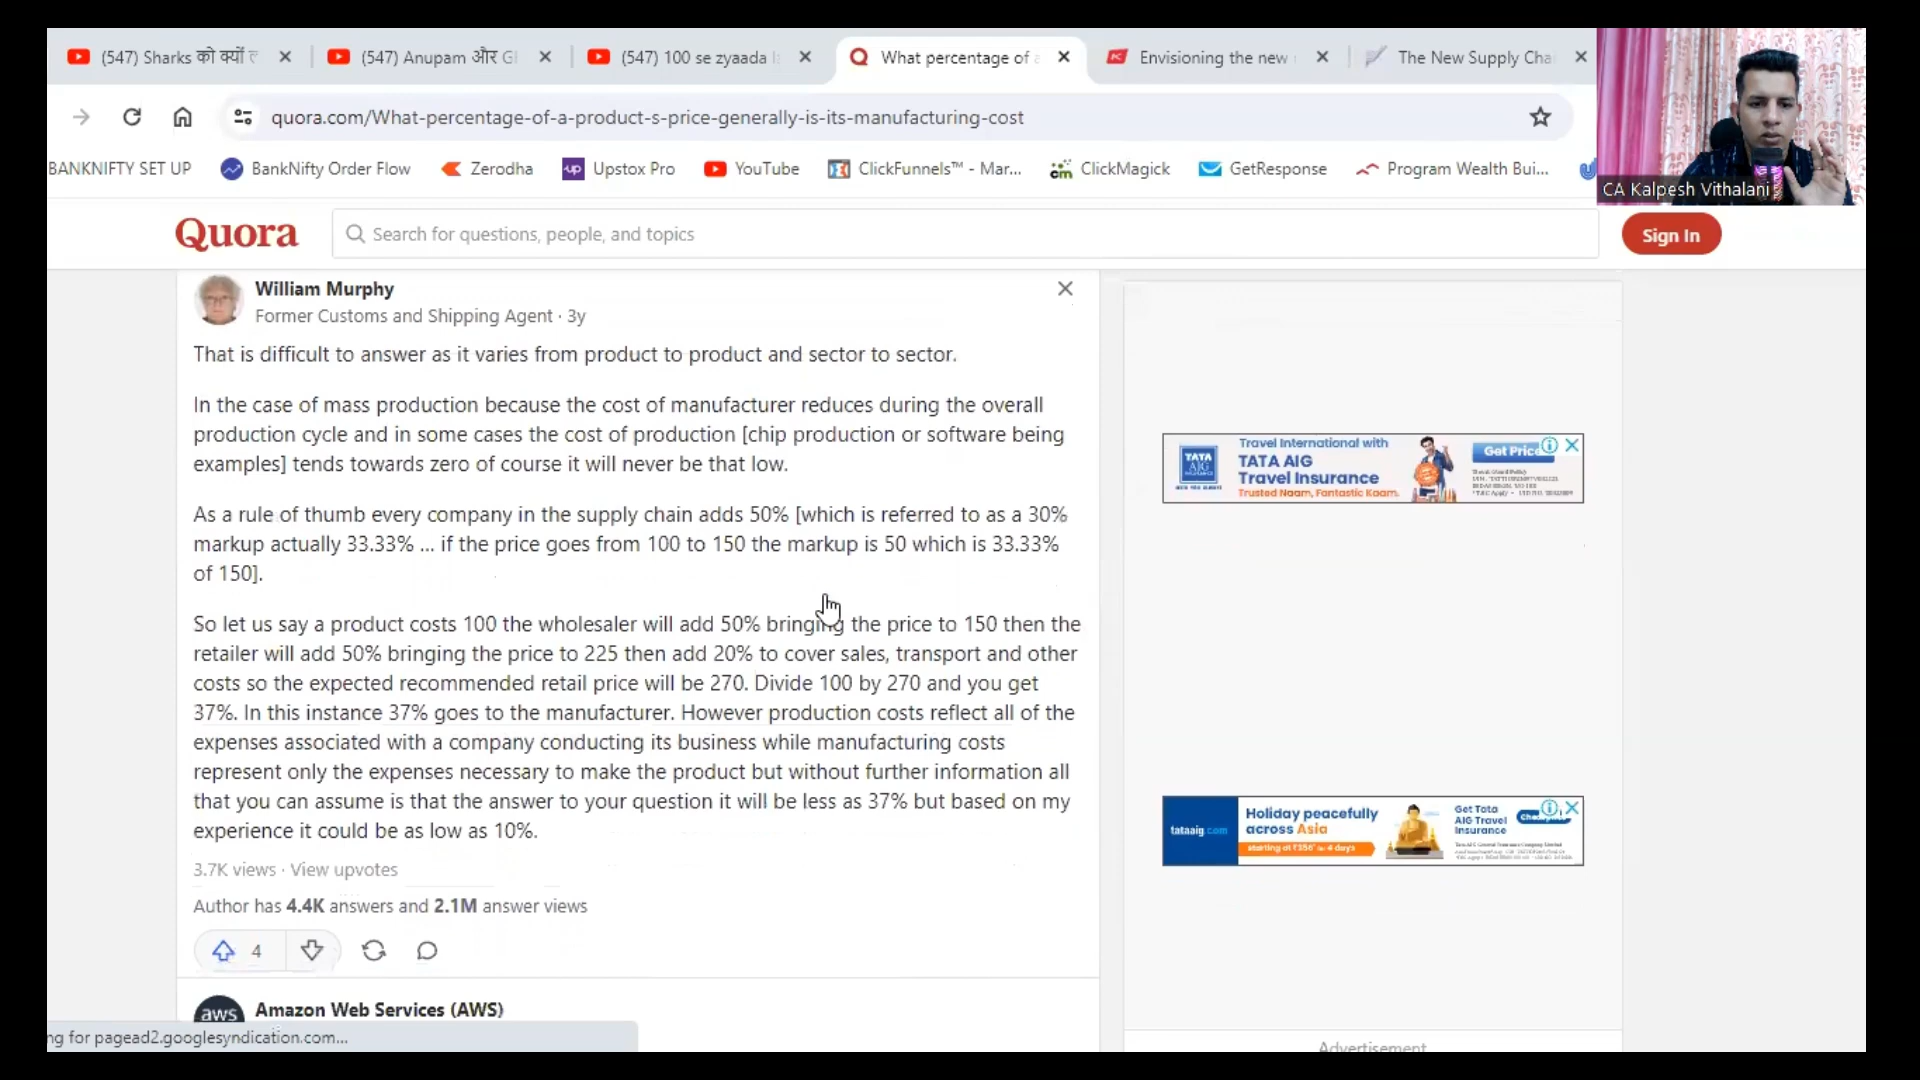 (547) Sharks को क्यों
(547) Anupam और
(547) 100 se zyaada
What percentage of a
Envisioning the new
The New Supply Cha
quora.com/What-percentage-of-a-product-s-price-generally-is-its-manufacturing-cost
BANKNIFTY SET UP
BankNifty Order Flow
Zerodha
up
Upstox Pro
YouTube
ClickFunnels™ - Mar...
cm
ClickMagick
GetResponse
Program Wealth Bui...
CA Kalpesh Vithalani
Quora
Search for questions, people, and topics
Sign In
William Murphy
Former Customs and Shipping Agent · 3y
That is difficult to answer as it varies from product to product and sector to sector.
In the case of mass production because the cost of manufacturer reduces during the overall
production cycle and in some cases the cost of production [chip production or software being
examples] tends towards zero of course it will never be that low.
As a rule of thumb every company in the supply chain adds 50% [which is referred to as a 30%
markup actually 33.33% ... if the price goes from 100 to 150 the markup is 50 which is 33.33%
of 150].
So let us say a product costs 100 the wholesaler will add 50% bringing the price to 150 then the
retailer will add 50% bringing the price to 225 then add 20% to cover sales, transport and other
costs so the expected recommended retail price will be 270. Divide 100 by 270 and you get
37%. In this instance 37% goes to the manufacturer. However production costs reflect all of the
expenses associated with a company conducting its business while manufacturing costs
represent only the expenses necessary to make the product but without further information all
that you can assume is that the answer to your question it will be less as 37% but based on my
experience it could be as low as 10%.
3.7K views · View upvotes
Author has 4.4K answers and 2.1M answer views
4
aws
Amazon Web Services (AWS)
ng for pagead2.googlesyndication.com...
TATA
AIG
Travel International with
TATA AIG
Travel Insurance
Trusted Naam, Fantastic Kaam.
Get Price
tataaig.com
Holiday peacefully
across Asia
Get Tata
AIG Travel
Insurance
Advertisement